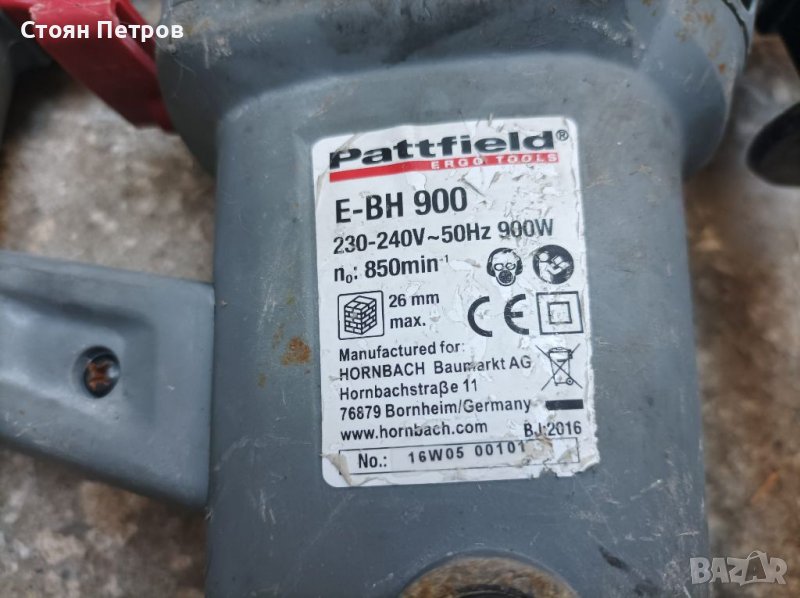 Стоян Петров
Pattfield®
ERGO TOOLS
E-BH 900
230-240V~50Hz 900W
n₀: 850min⁻¹
26 mm
max.
CE
Manufactured for:
HORNBACH Baumarkt AG
Hornbachstraße 11
76879 Bornheim/Germany
www.hornbach.com BJ:2016
No.: 16W05 00101
BAZAR